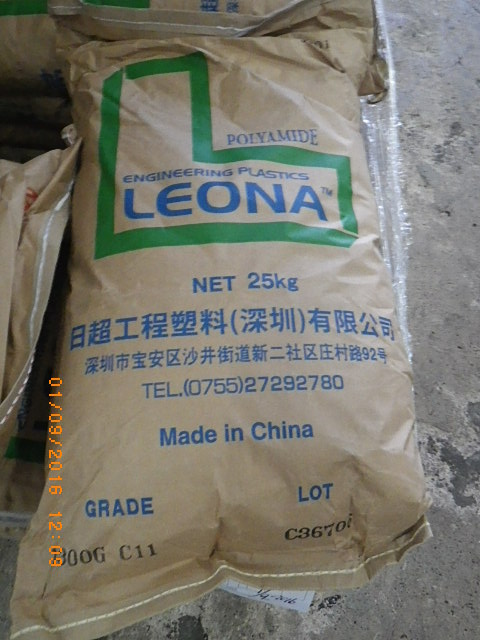 POLYAMIDE
ENGINEERING PLASTICS
LEONA™
NET 25kg
日超工程塑料(深圳)有限公司
深圳市宝安区沙井街道新二社区庄村路92号
TEL.(0755)27292780
Made in China
GRADE
LOT
C11
01/09/2016 12:09